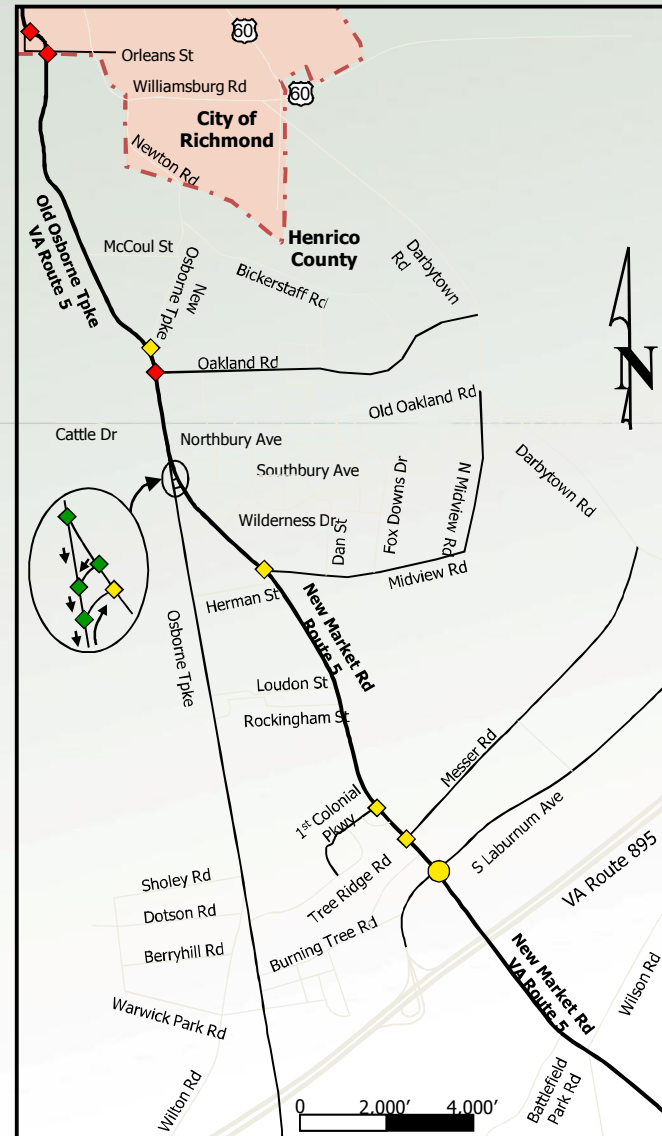 60
Orleans St
Williamsburg Rd
60
City of
Richmond
Newton Rd
Old Osborne Tpke
VA Route 5
McCoul St
New
Osborne Tpke
Henrico
County
Bickerstaff Rd
Darbytown
Rd
N
Oakland Rd
Old Oakland Rd
Cattle Dr
Northbury Ave
Southbury Ave
Darbytown Rd
Wilderness Dr
Dan St
Fox Downs Dr
N Midview Rd
Midview Rd
Herman St
Osborne Tpke
New Market Rd
Route 5
Loudon St
Rockingham St
Messer Rd
1st Colonial
Pkwy
S Laburnum Ave
Tree Ridge Rd
VA Route 895
Sholey Rd
Dotson Rd
Berryhill Rd
Burning Tree Rd
New Market Rd
VA Route 5
Wilson Rd
Warwick Park Rd
Wilton Rd
Battlefield
Park Rd
0 2,000' 4,000'